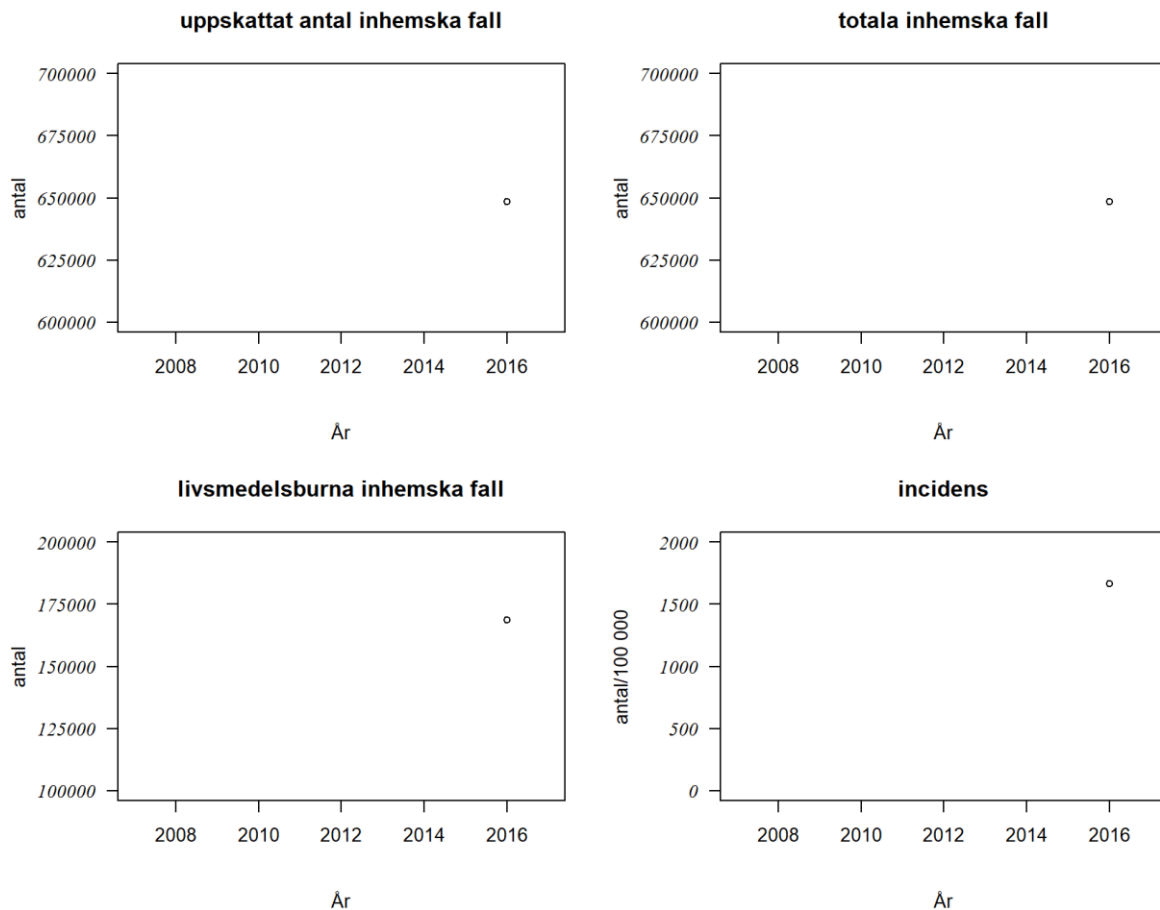 uppskattat antal inhemska fall
antal
700000
675000
650000
625000
600000
2008 2010 2012 2014 2016
År
totala inhemska fall
antal
700000
675000
650000
625000
600000
2008 2010 2012 2014 2016
År
livsmedelsburna inhemska fall
antal
200000
175000
150000
125000
100000
2008 2010 2012 2014 2016
År
incidens
antal/100 000
2000
1500
1000
500
0
2008 2010 2012 2014 2016
År